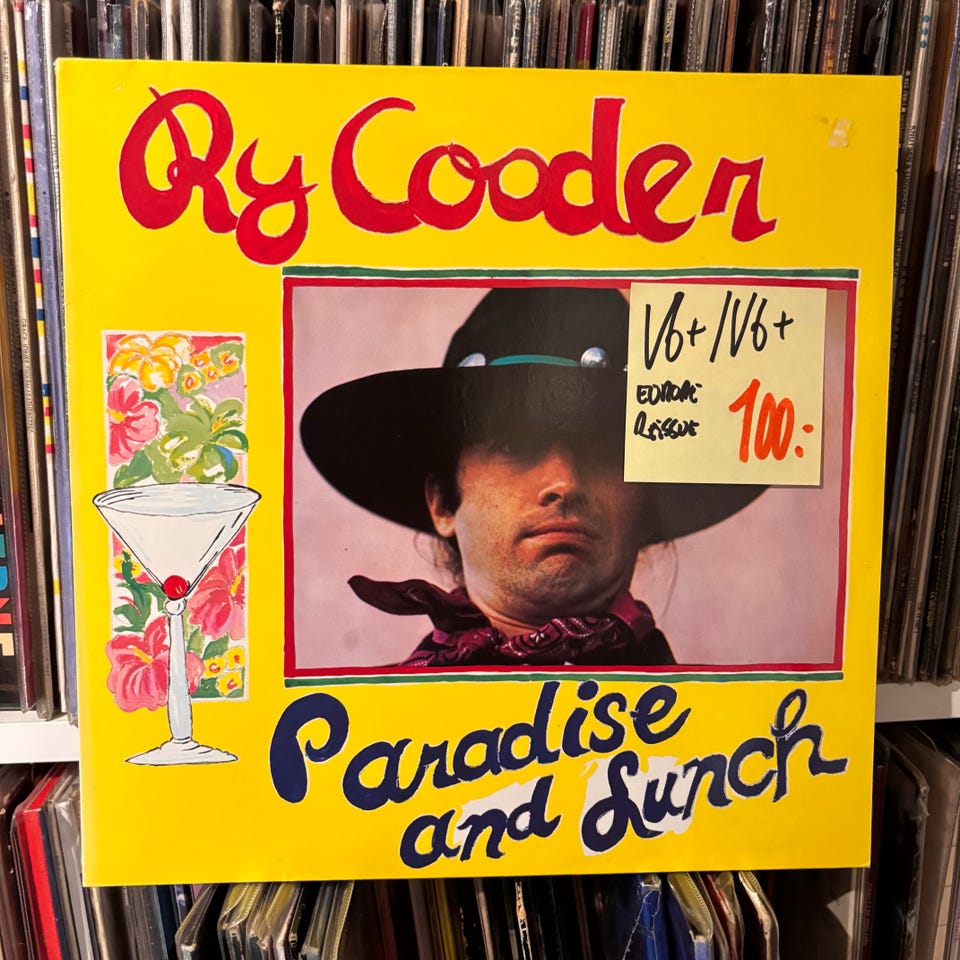 Ry Cooder
VG+/VG+
EUROPE
REISSUE
100:-
Paradise
and Lunch